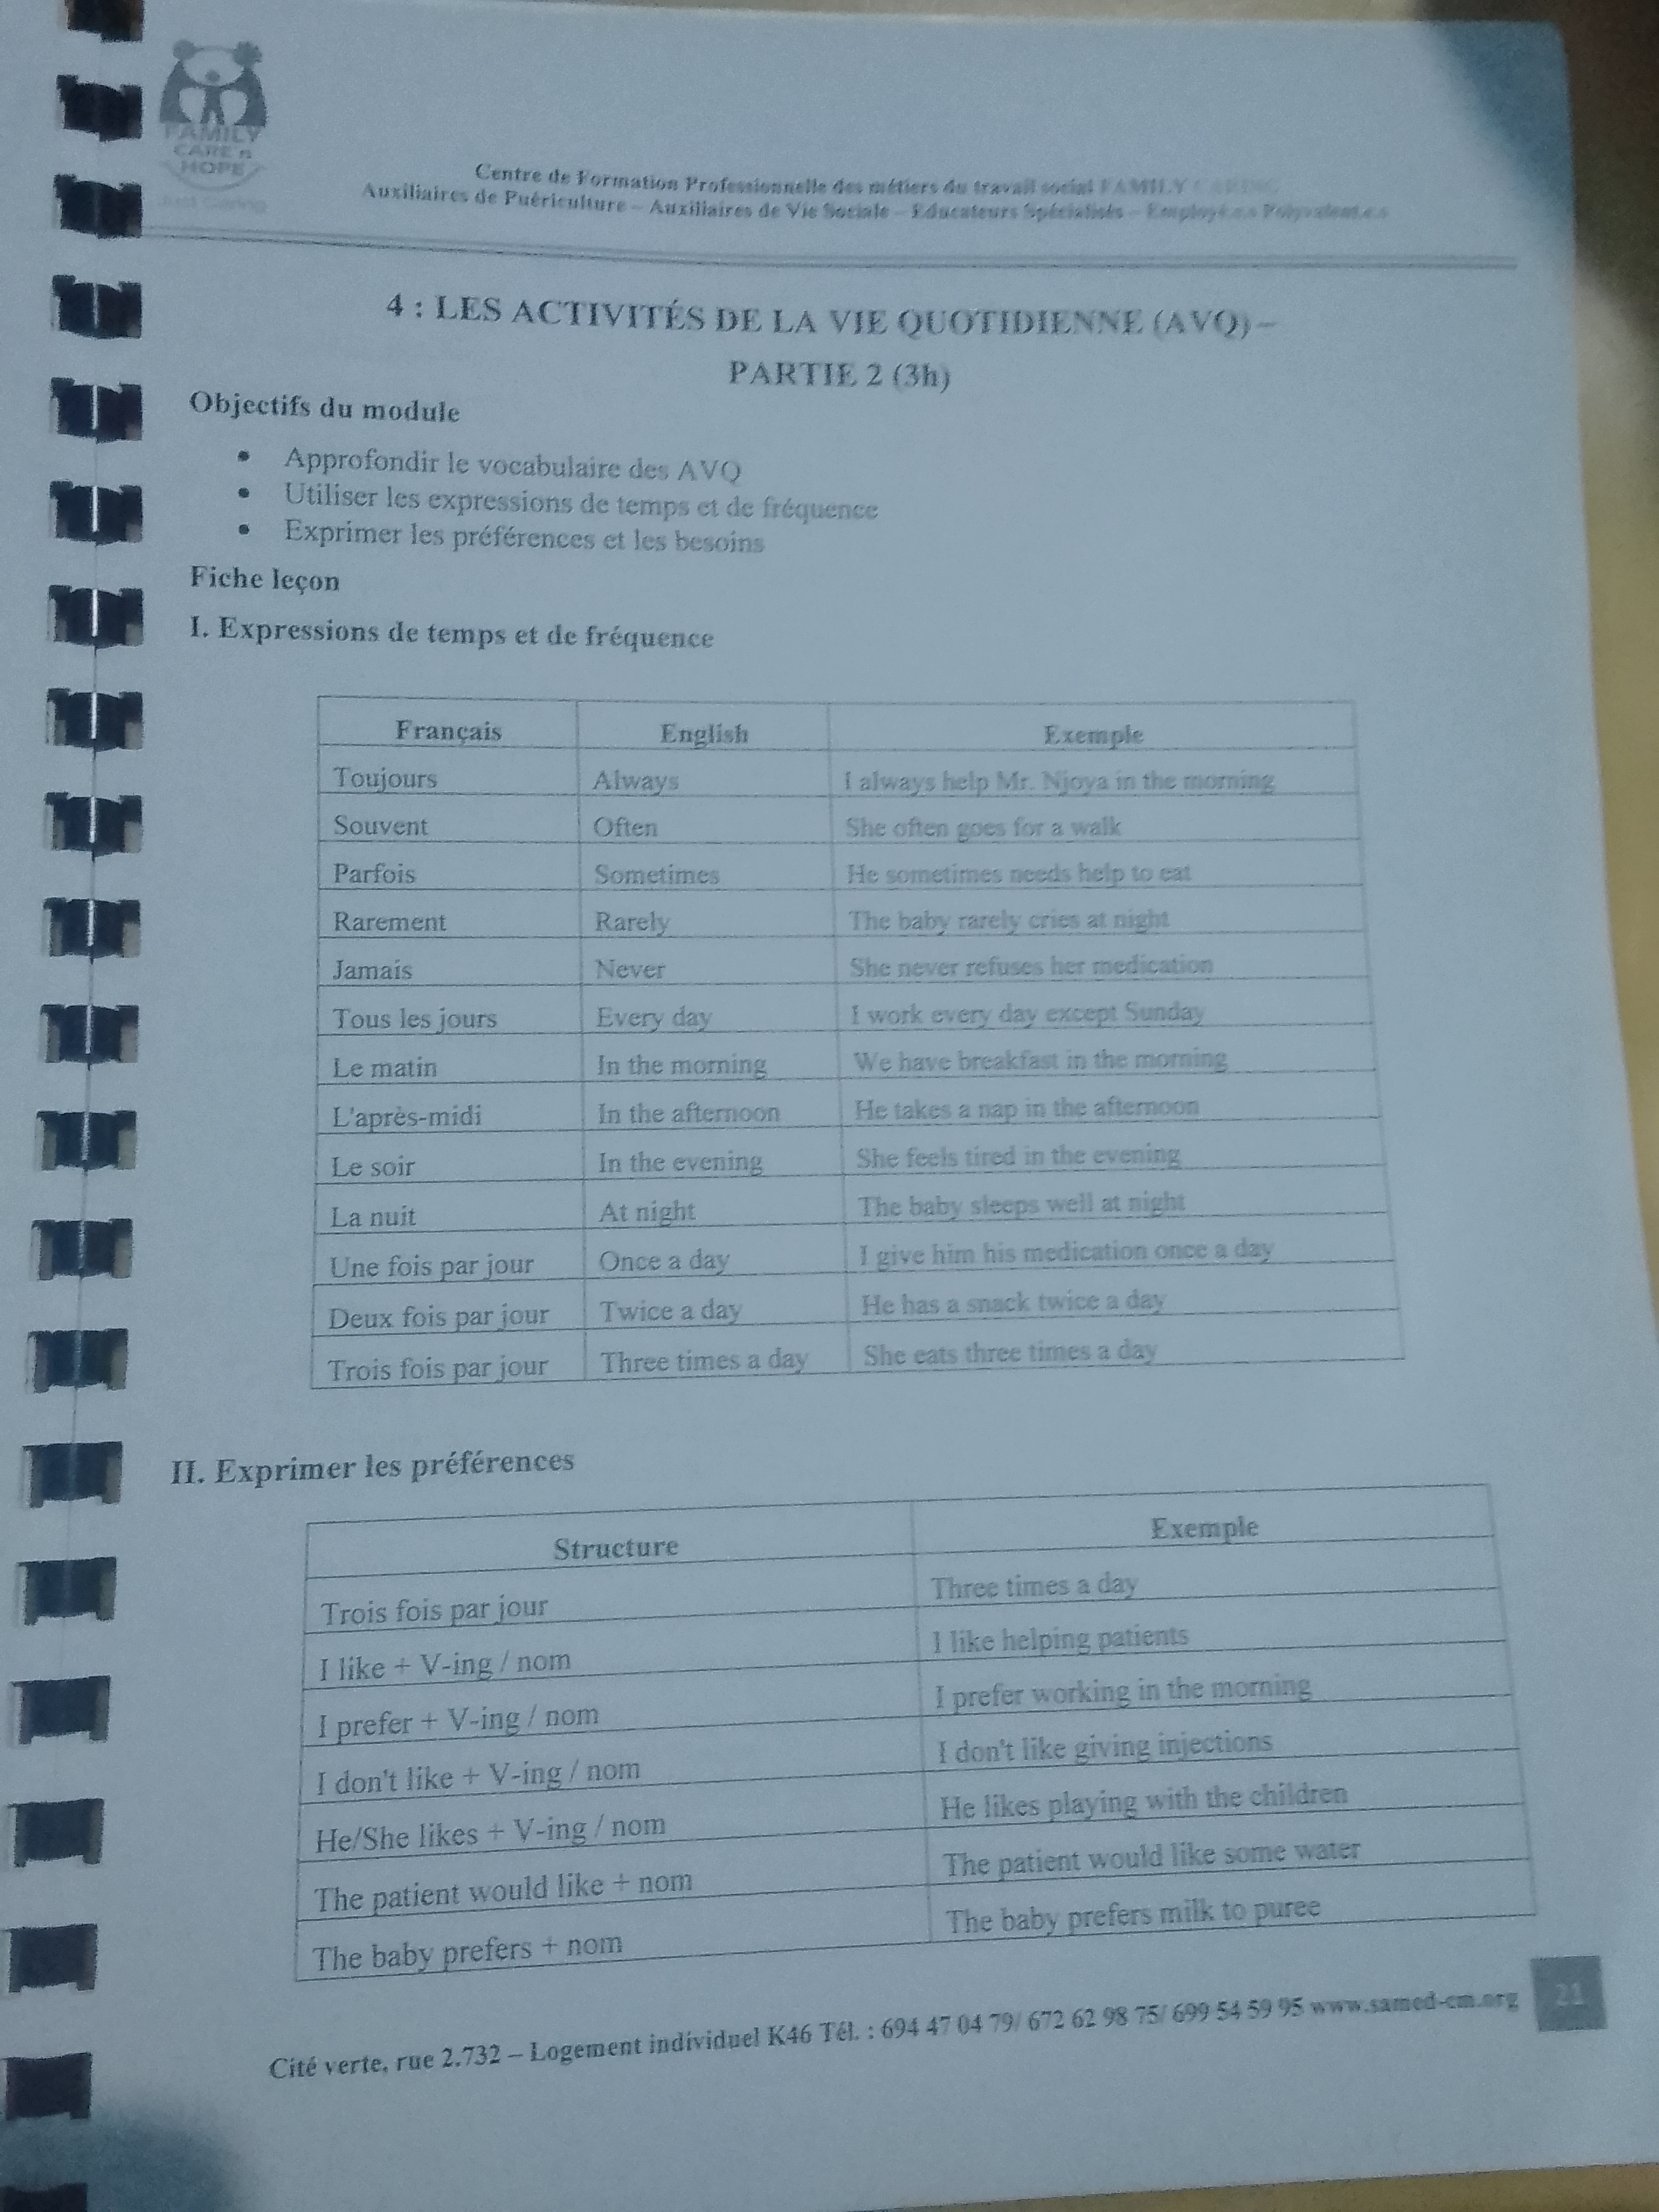 FAMILY
CARE n
HOPE
Just Caring
Centre de Formation Professionnelle des métiers du travail social FAMILY CARING
Auxiliaires de Puériculture – Auxiliaires de Vie Sociale – Educateurs Spécialisés – Employé.e.s Polyvalent.e.s
4 : LES ACTIVITÉS DE LA VIE QUOTIDIENNE (AVQ) –
PARTIE 2 (3h)
Objectifs du module
• Approfondir le vocabulaire des AVQ
• Utiliser les expressions de temps et de fréquence
• Exprimer les préférences et les besoins
Fiche leçon
I. Expressions de temps et de fréquence
Français English Exemple
Toujours Always I always help Mr. Njoya in the morning
Souvent Often She often goes for a walk
Parfois Sometimes He sometimes needs help to eat
Rarement Rarely The baby rarely cries at night
Jamais Never She never refuses her medication
Tous les jours Every day I work every day except Sunday
Le matin In the morning We have breakfast in the morning
L'après-midi In the afternoon He takes a nap in the afternoon
Le soir In the evening She feels tired in the evening
La nuit At night The baby sleeps well at night
Une fois par jour Once a day I give him his medication once a day
Deux fois par jour Twice a day He has a snack twice a day
Trois fois par jour Three times a day She eats three times a day
II. Exprimer les préférences
Structure Exemple
Trois fois par jour Three times a day
I like + V-ing / nom I like helping patients
I prefer + V-ing / nom I prefer working in the morning
I don't like + V-ing / nom I don't like giving injections
He/She likes + V-ing / nom He likes playing with the children
The patient would like + nom The patient would like some water
The baby prefers + nom The baby prefers milk to puree
Cité verte, rue 2.732 – Logement individuel K46 Tél. : 694 47 04 79/ 672 62 98 75/ 699 54 59 95 www.samed-cm.org
21